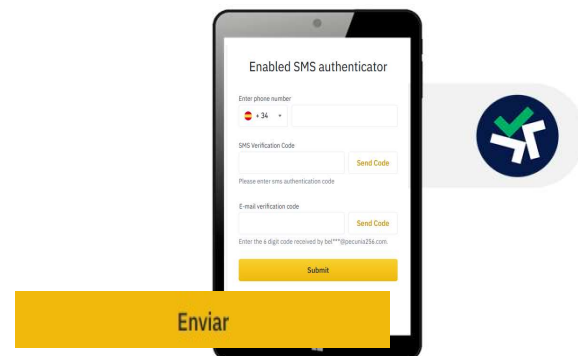 Enabled SMS authenticator
Enter phone number
+ 34
SMS Verification Code
Send Code
Please enter sms authentication code
E-mail verification code
Send Code
Enter the 6 digit code received by bel***@pecunia256.com.
Submit
Enviar